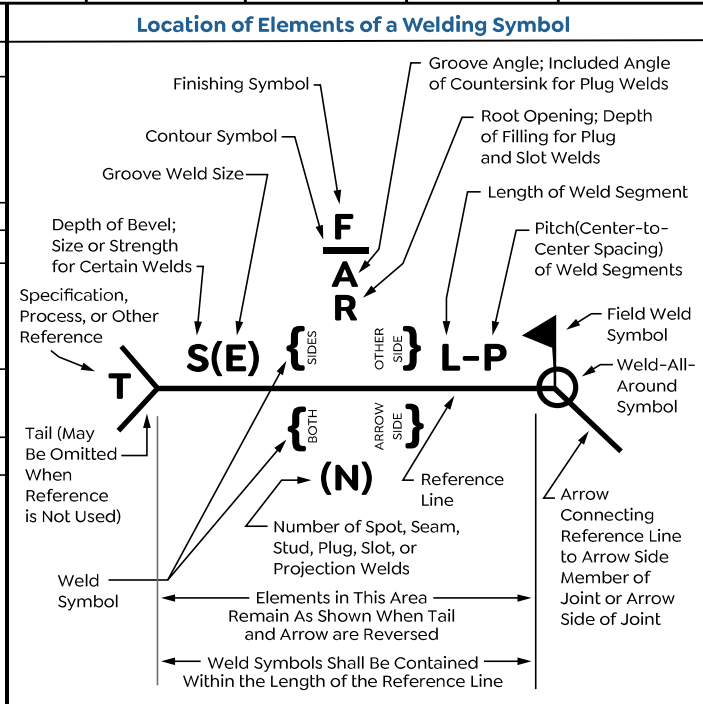 Location of Elements of a Welding Symbol
Groove Angle; Included Angle
of Countersink for Plug Welds
Finishing Symbol
Root Opening; Depth
of Filling for Plug
and Slot Welds
Contour Symbol
Groove Weld Size
Length of Weld Segment
Depth of Bevel;
Size or Strength
for Certain Welds
F
Pitch(Center-to-
Center Spacing)
of Weld Segments
A
R
Specification,
Process, or Other
Reference
Field Weld
Symbol
S(E)
{
SIDES
OTHER
SIDE
}
L-P
T
Weld-All-
Around
Symbol
Tail (May
Be Omitted
When
Reference
is Not Used)
{
BOTH
ARROW
SIDE
}
(N)
Reference
Line
Number of Spot, Seam,
Stud, Plug, Slot, or
Projection Welds
Arrow
Connecting
Reference Line
to Arrow Side
Member of
Joint or Arrow
Side of Joint
Weld
Symbol
Elements in This Area
Remain As Shown When Tail
and Arrow are Reversed
Weld Symbols Shall Be Contained
Within the Length of the Reference Line